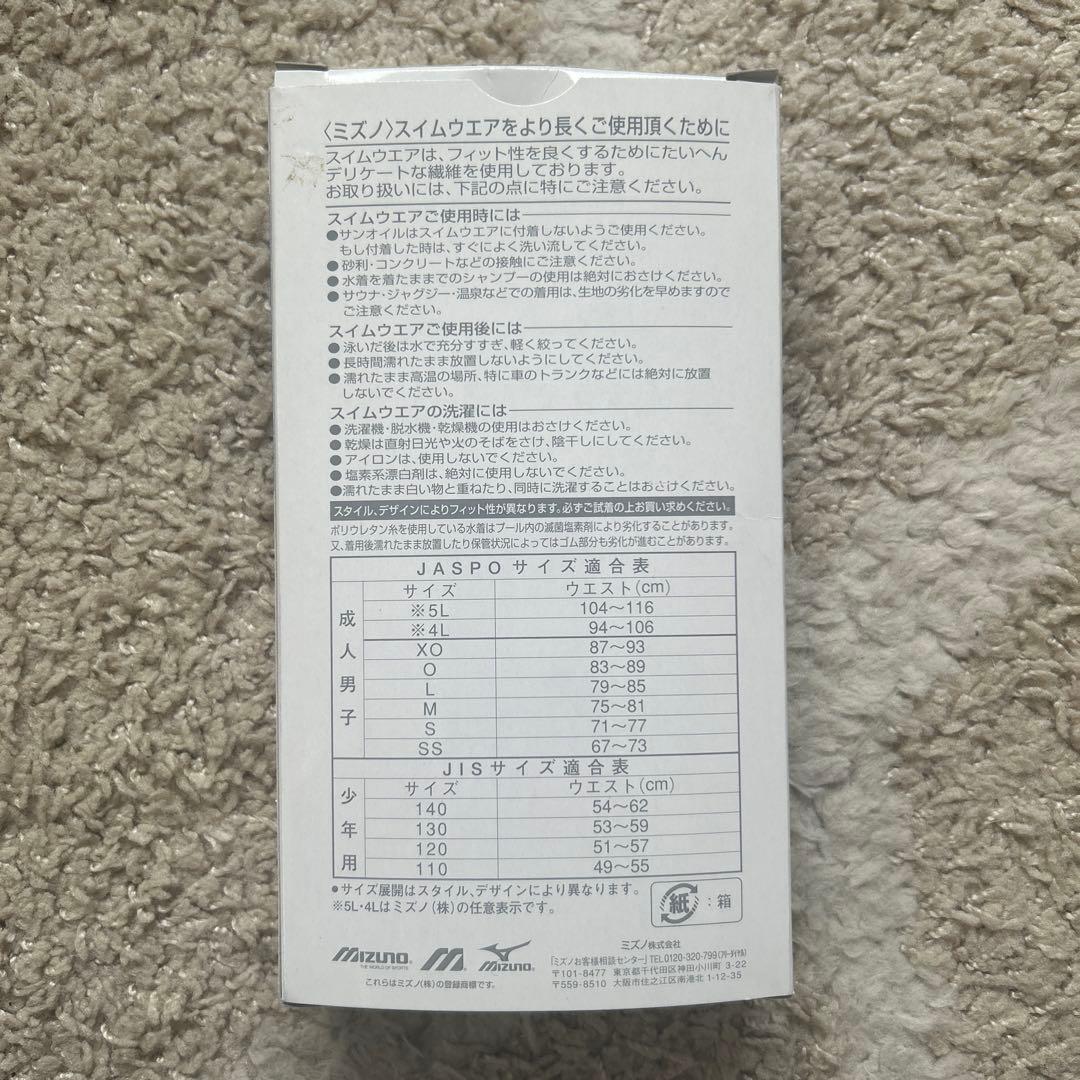 〈ミズノ〉スイムウエアをより長くご使用頂くために
スイムウエアは、フィット性を良くするためにたいへん
デリケートな繊維を使用しております。
お取り扱いには、下記の点に特にご注意ください。
スイムウエアご使用時には
●サンオイルはスイムウエアに付着しないようご使用ください。
もし付着した時は、すぐによく洗い流してください。
●砂利・コンクリートなどの接触にご注意ください。
●水着を着たままでのシャンプーの使用は絶対におさけください。
●サウナ・ジャグジー・温泉などでの着用は、生地の劣化を早めますので
ご注意ください。
スイムウエアご使用後には
●泳いだ後は水で充分すすぎ、軽く絞ってください。
●長時間濡れたまま放置しないようにしてください。
●濡れたまま高温の場所、特に車のトランクなどには絶対に放置
しないでください。
スイムウエアの洗濯には
●洗濯機・脱水機・乾燥機の使用はおさけください。
●乾燥は直射日光や火のそばをさけ、陰干しにしてください。
●アイロンは、使用しないでください。
●塩素系漂白剤は、絶対に使用しないでください。
●濡れたまま白い物と重ねたり、同時に洗濯することはおさけください。
スタイル、デザインによりフィット性が異なります。必ずご試着の上お買い求めください。
ポリウレタン糸を使用している水着はプール内の滅菌塩素剤により劣化することがあります。
又、着用後濡れたまま放置したり保管状況によってはゴム部分も劣化が進むことがあります。
JASPOサイズ適合表
成人男子
サイズ ウエスト(cm)
※5L 104〜116
※4L 94〜106
XO 87〜93
O 83〜89
L 79〜85
M 75〜81
S 71〜77
SS 67〜73
JISサイズ適合表
少年用
サイズ ウエスト(cm)
140 54〜62
130 53〜59
120 51〜57
110 49〜55
●サイズ展開はスタイル、デザインにより異なります。
※5L・4Lはミズノ(株)の任意表示です。
紙:箱
MIZUNO®
THE WORLD OF SPORTS
M®
MIZUNO®
これらはミズノ(株)の登録商標です。
ミズノ株式会社
「ミズノお客様相談センター」TEL0120-320-799(フリーダイヤル)
〒101-8477 東京都千代田区神田小川町 3-22
〒559-8510 大阪市住之江区南港北 1-12-35